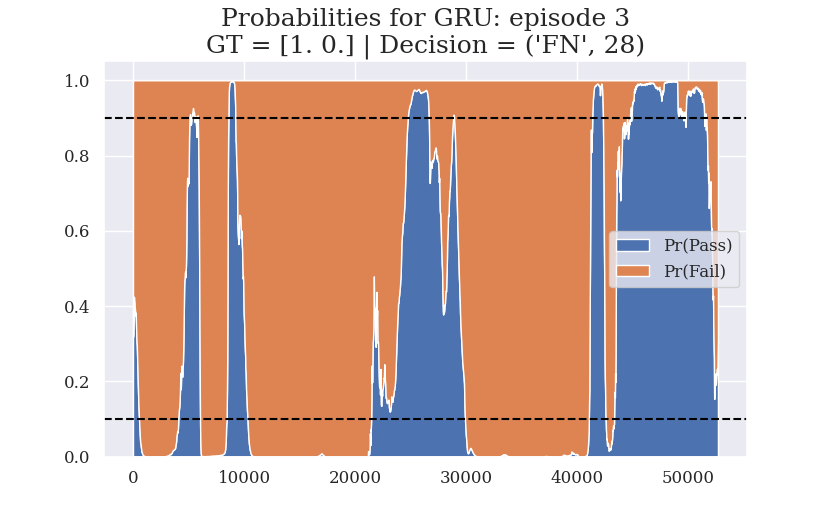 Probabilities for GRU: episode 3
GT = [1. 0.] | Decision = ('FN', 28)
1.0
0.8
0.6
0.4
0.2
0.0
Pr(Pass)
Pr(Fail)
0 10000 20000 30000 40000 50000